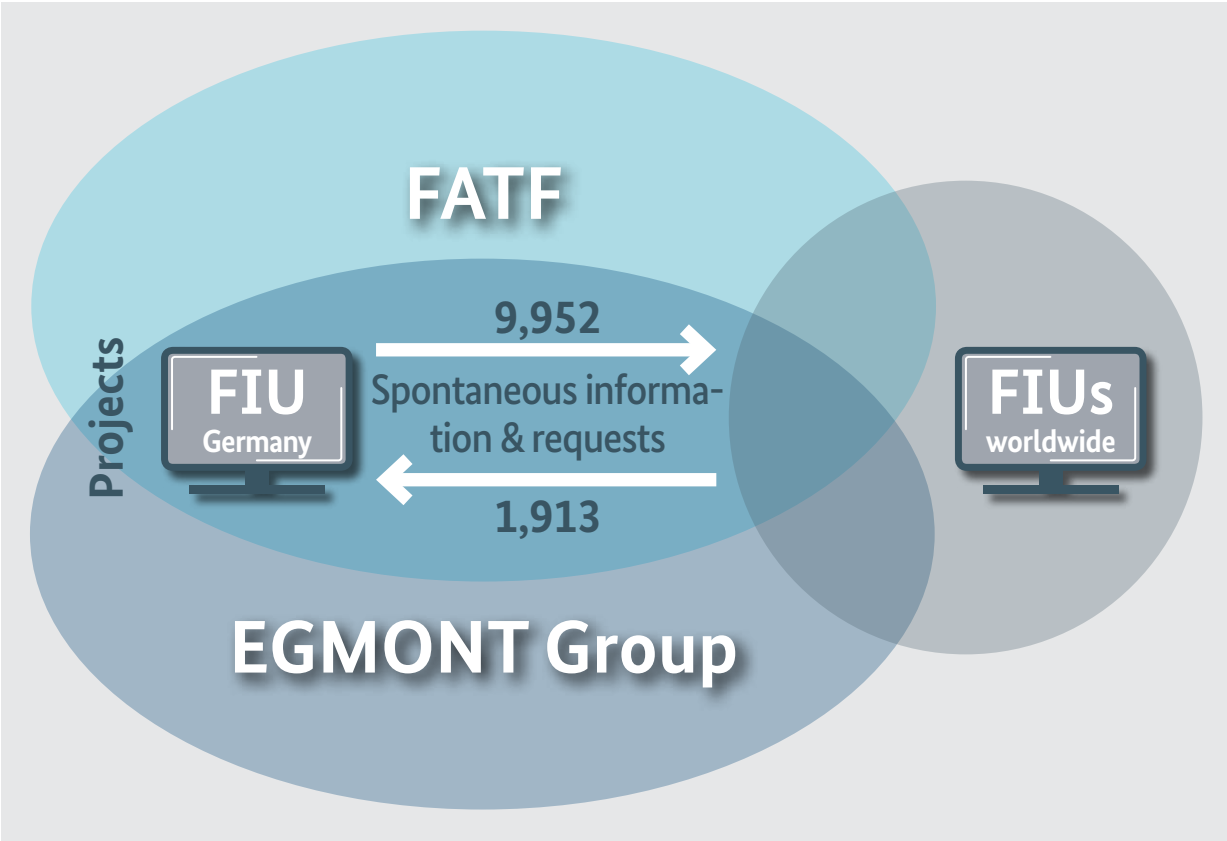 FATF
9,952
Projects
FIU
Germany
Spontaneous informa-
tion & requests
FIUs
worldwide
1,913
EGMONT Group